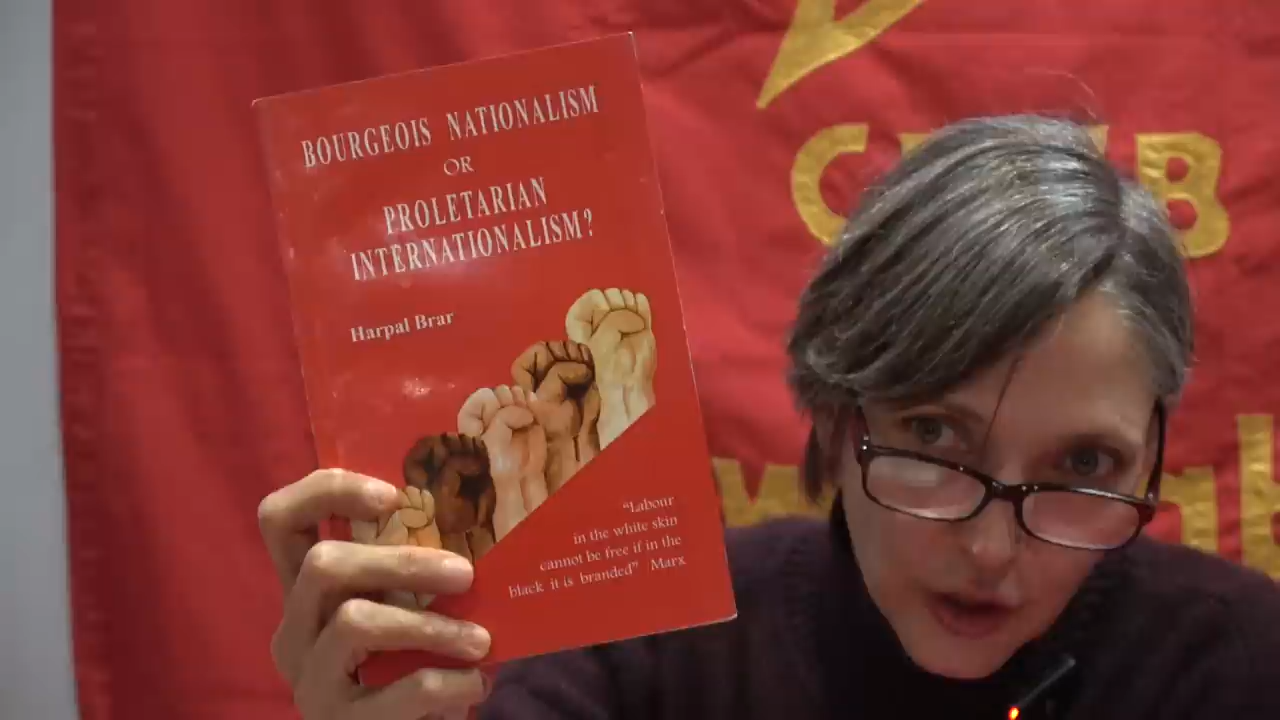 BOURGEOIS NATIONALISM
OR
PROLETARIAN
INTERNATIONALISM?
Harpal Brar
“Labour
in the white skin
cannot be free if in the
black it is branded” Marx